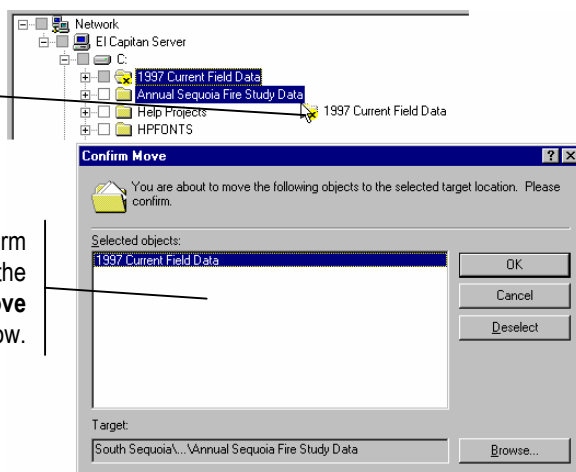 Network
El Capitan Server
C:
1997 Current Field Data
Annual Sequoia Fire Study Data
Help Projects
1997 Current Field Data
HPFONTS
Confirm Move
You are about to move the following objects to the selected target location. Please
confirm.
Selected objects:
1997 Current Field Data
OK
Cancel
Deselect
Target:
South Sequoia\...\Annual Sequoia Fire Study Data
Browse...
rm
the
ove
ow.